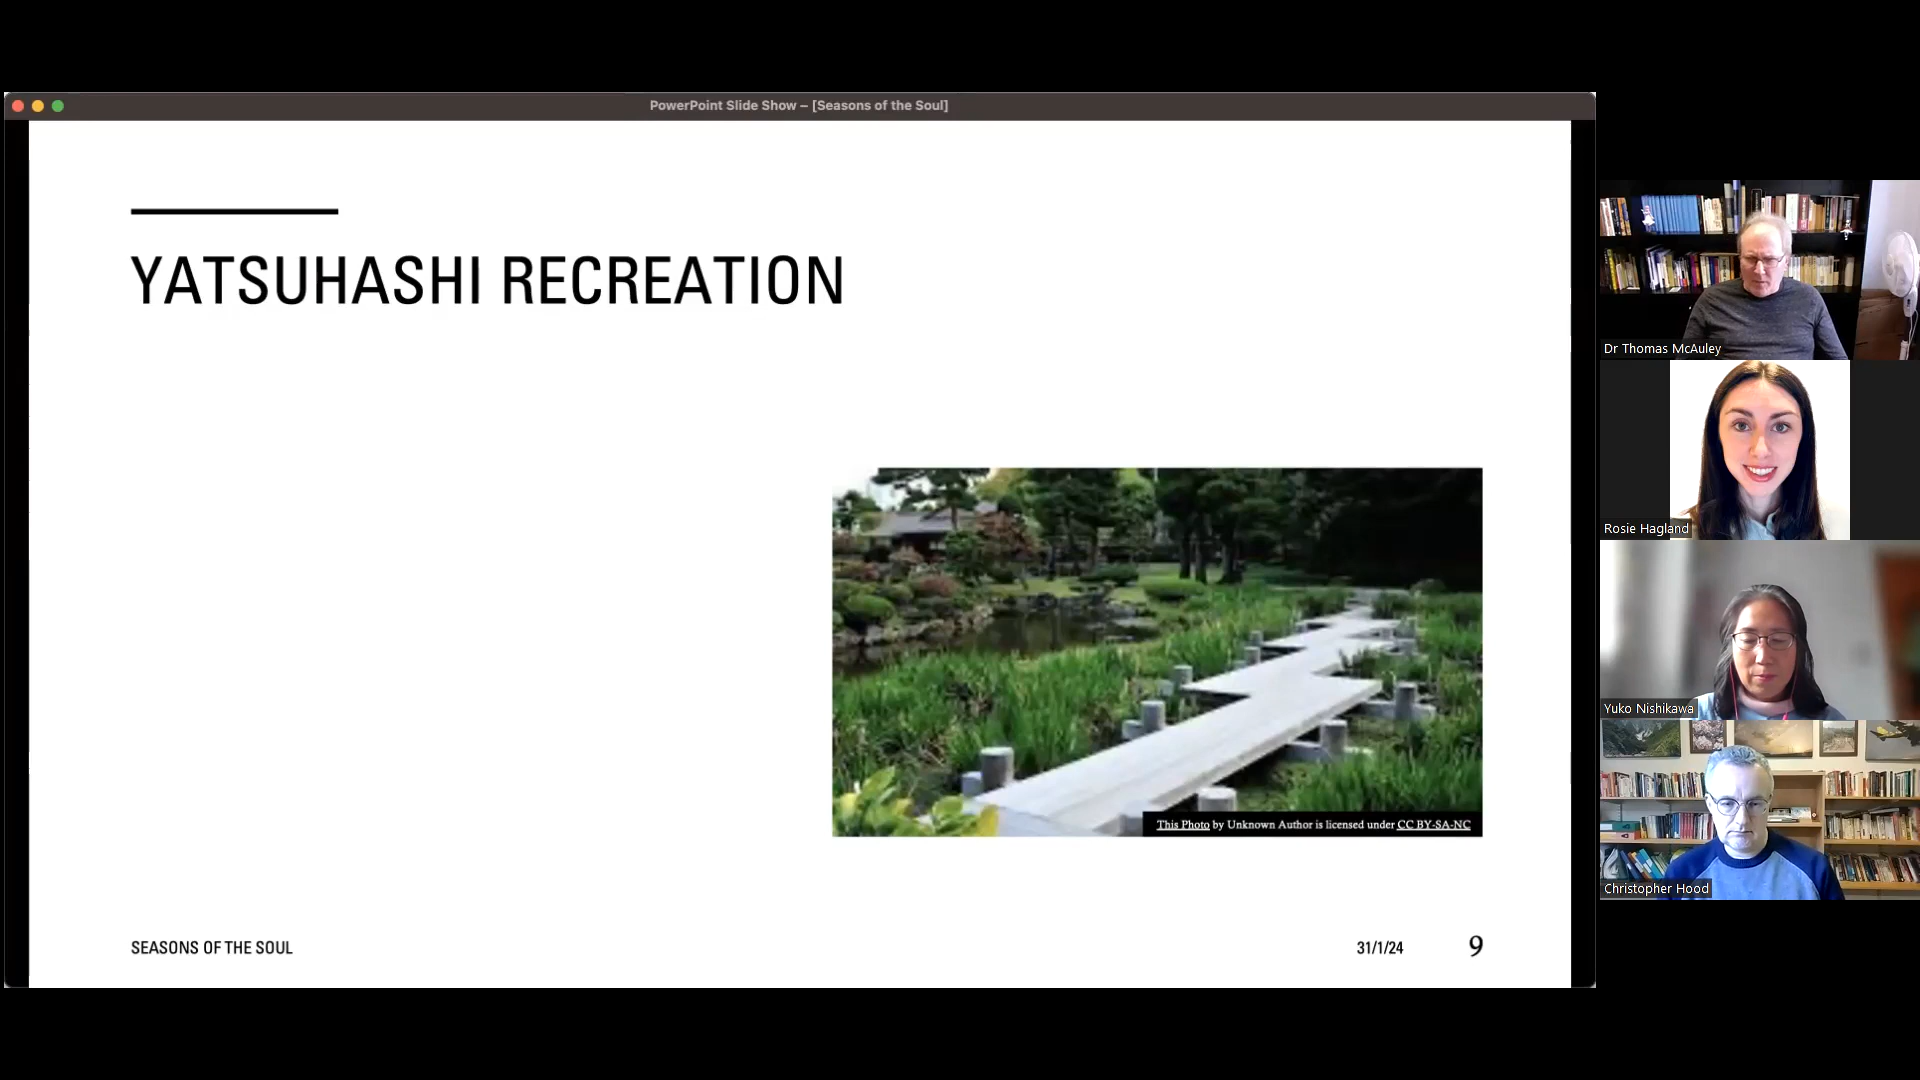 PowerPoint Slide Show – [Seasons of the Soul]
YATSUHASHI RECREATION
This Photo by Unknown Author is licensed under CC BY-SA-NC
SEASONS OF THE SOUL
31/1/24
9
Dr Thomas McAuley
Rosie Hagland
Yuko Nishikawa
Christopher Hood